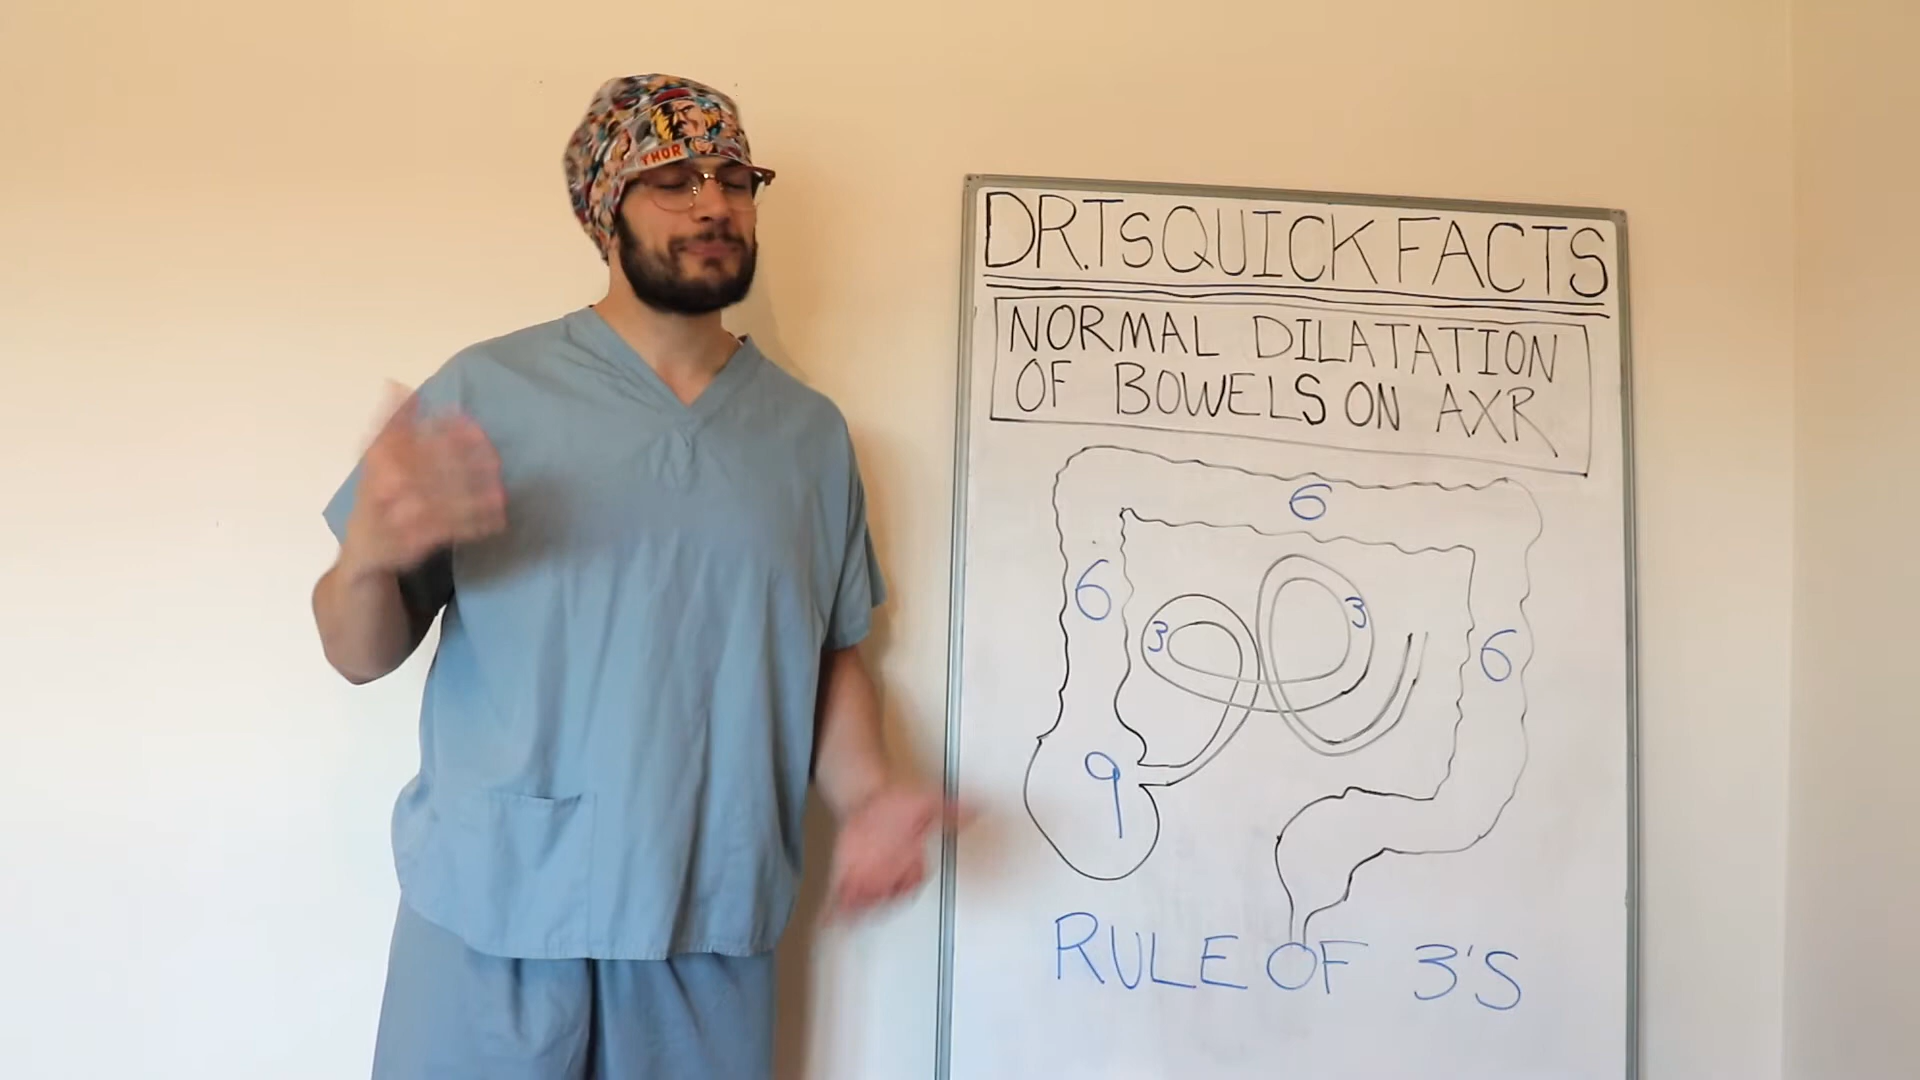 THOR
DR.Ts QUICK FACTS
NORMAL DILATATION
OF BOWELS ON AXR
6
6
3
3
6
9
RULE OF 3'S